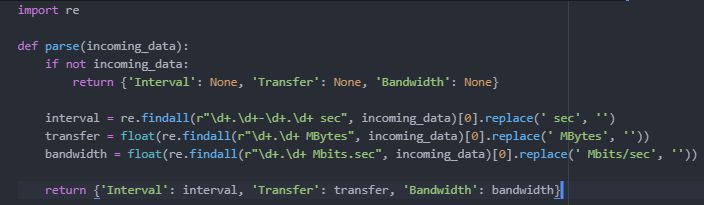 import re

def parse(incoming_data):
    if not incoming_data:
        return {'Interval': None, 'Transfer': None, 'Bandwidth': None}

    interval = re.findall(r"\d+.\d+-\d+.\d+ sec", incoming_data)[0].replace(' sec', '')
    transfer = float(re.findall(r"\d+.\d+ MBytes", incoming_data)[0].replace(' MBytes', ''))
    bandwidth = float(re.findall(r"\d+.\d+ Mbits.sec", incoming_data)[0].replace(' Mbits/sec', ''))

    return {'Interval': interval, 'Transfer': transfer, 'Bandwidth': bandwidth}